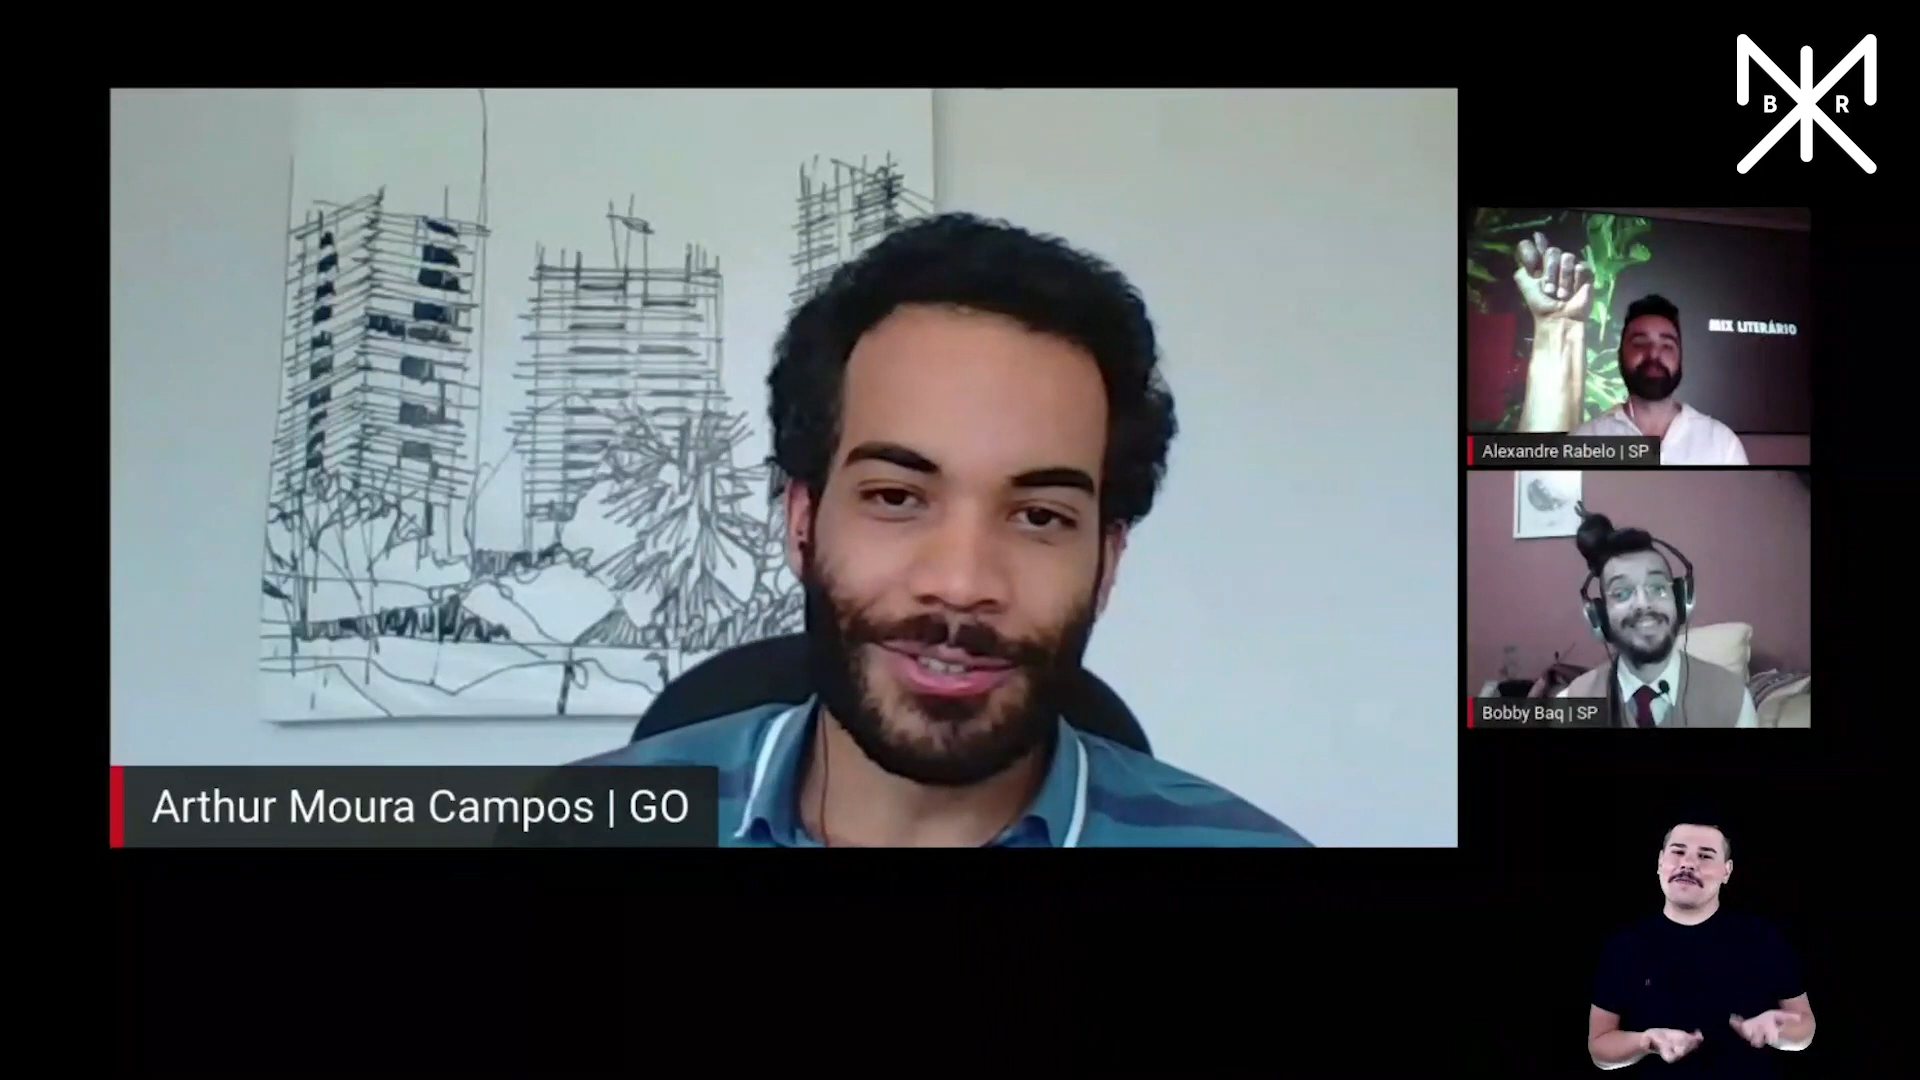 B R
MIX LITERÁRIO
Alexandre Rabelo | SP
Bobby Baq | SP
Arthur Moura Campos | GO